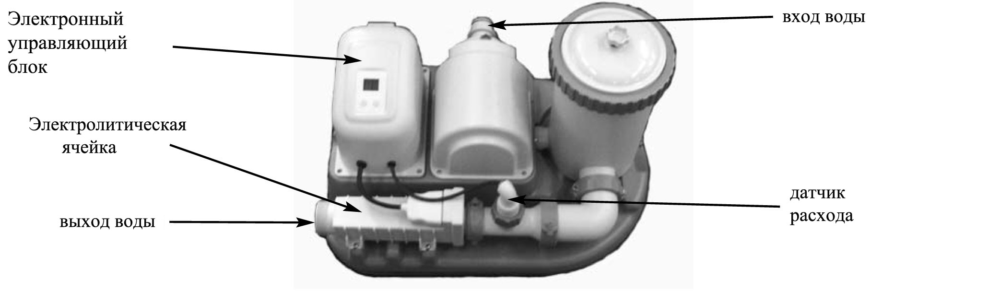 Электронный
управляющий
блок
вход воды
Электролитическая
ячейка
выход воды
датчик
расхода